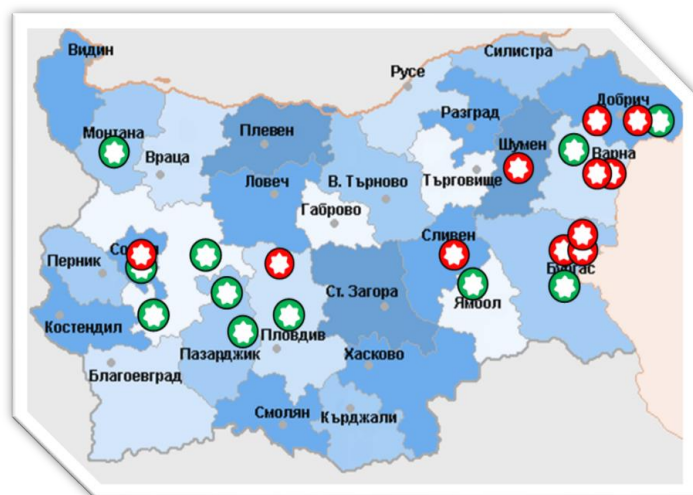 Видин
Силистра
Русе
Добрич
Разград
Монтана
Плевен
Шумен
Варна
Враца
Ловеч
В. Търново
Търговище
Габрово
Сливен
Перник
Бургас
Ст. Загора
Ямбол
Костендил
Пловдив
Пазарджик
Хасково
Благоевград
Смолян
Кърджали